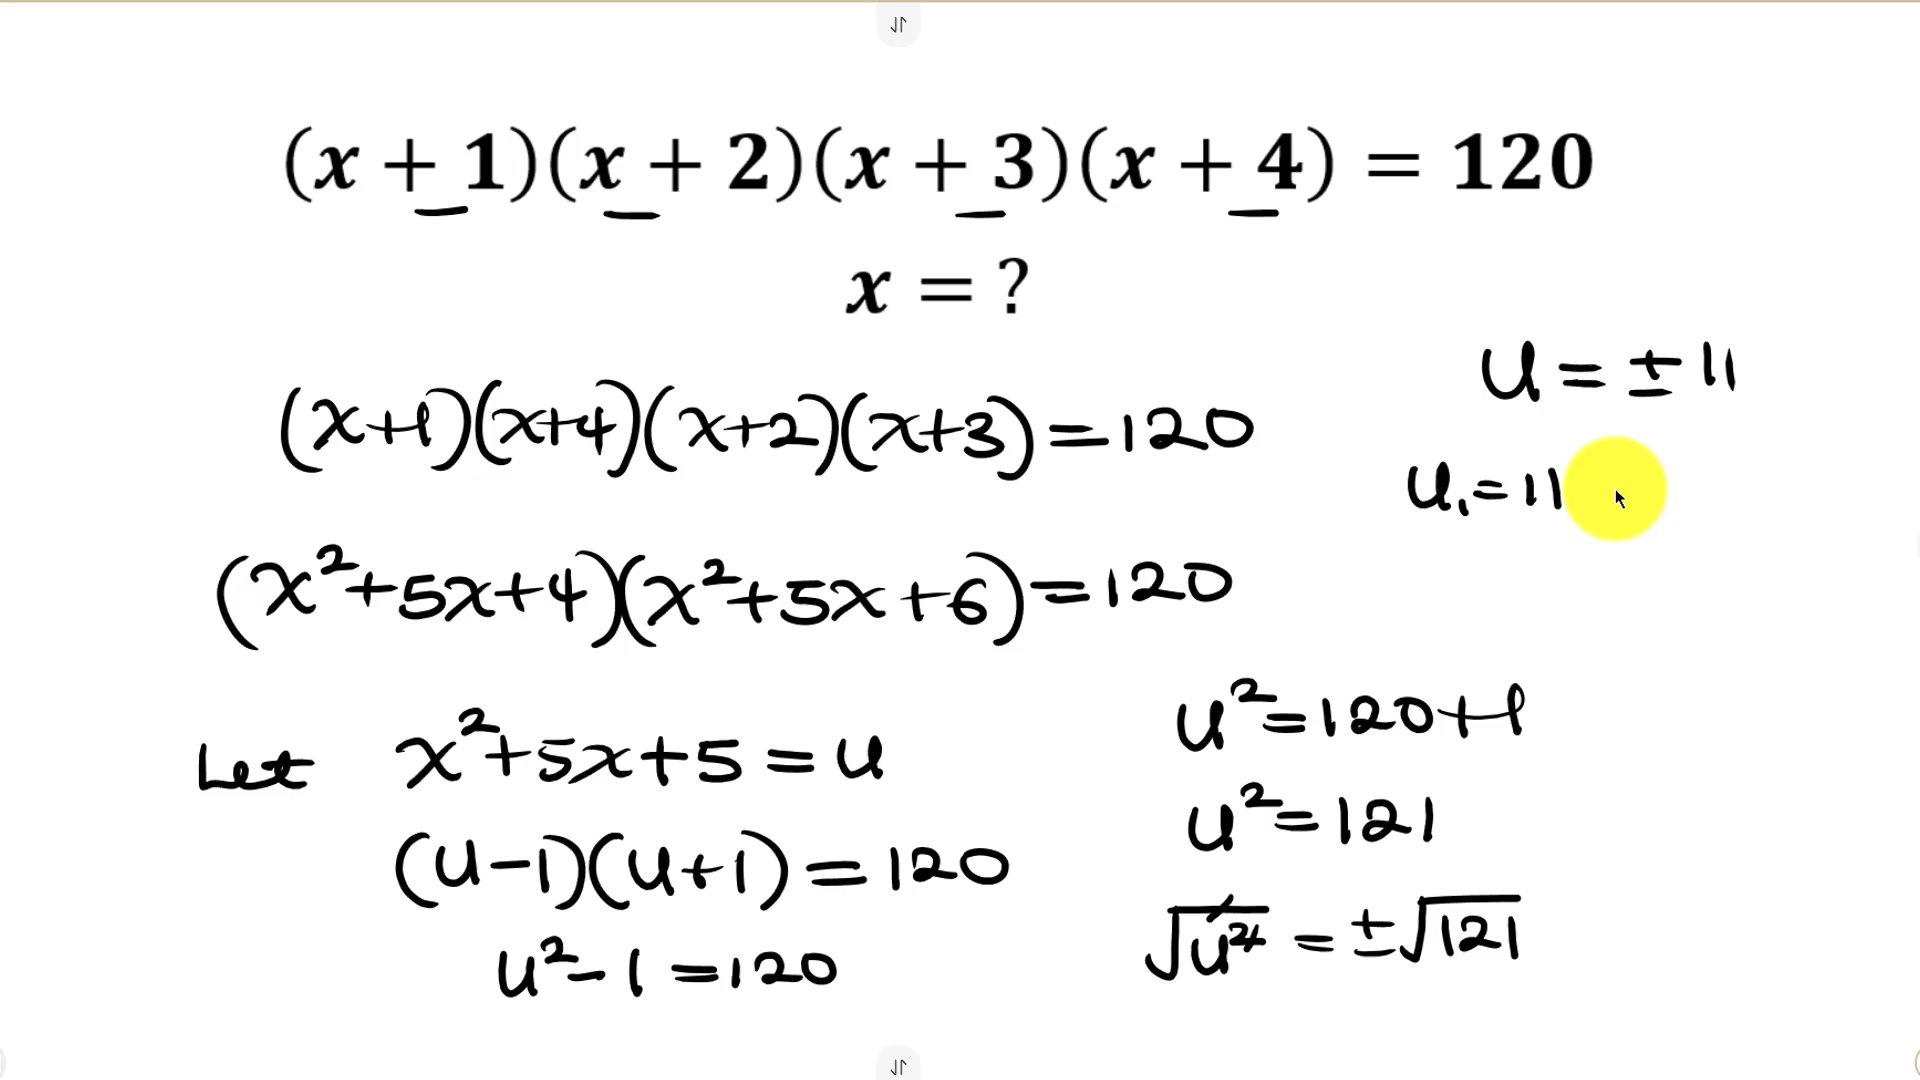 (x + 1)(x + 2)(x + 3)(x + 4) = 120
x = ?
(x+1)(x+4)(x+2)(x+3)=120
(x²+5x+4)(x²+5x+6)=120
Let x²+5x+5=u
(u-1)(u+1)=120
u²-1=120
u²=120+1
u²=121
√u²=±√121
u=±11
u₁=11